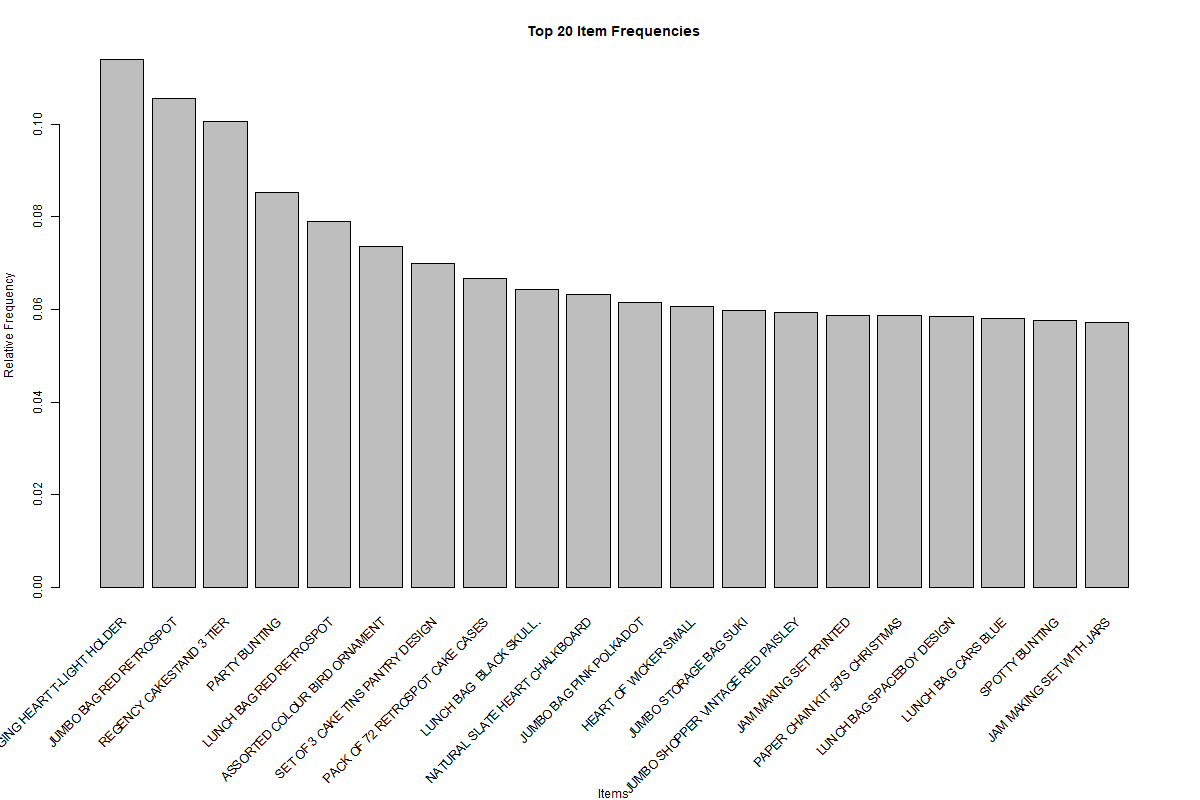 Top 20 Item Frequencies
Relative Frequency
0.10
0.08
0.06
0.04
0.02
0.00
HEART T-LIGHT HOLDER
JUMBO BAG RED RETROSPOT
REGENCY CAKESTAND 3 TIER
PARTY BUNTING
LUNCH BAG RED RETROSPOT
ASSORTED COLOUR BIRD ORNAMENT
SET OF 3 CAKE TINS PANTRY DESIGN
PACK OF 72 RETROSPOT CAKE CASES
LUNCH BAG  BLACK SKULL.
NATURAL SLATE HEART CHALKBOARD
JUMBO BAG PINK POLKADOT
HEART OF WICKER SMALL
JUMBO STORAGE BAG SUKI
JUMBO SHOPPER VINTAGE RED PAISLEY
JAM MAKING SET PRINTED
PAPER CHAIN KIT 50'S CHRISTMAS
LUNCH BAG SPACEBOY DESIGN
LUNCH BAG CARS BLUE
SPOTTY BUNTING
JAM MAKING SET WITH JARS
Items